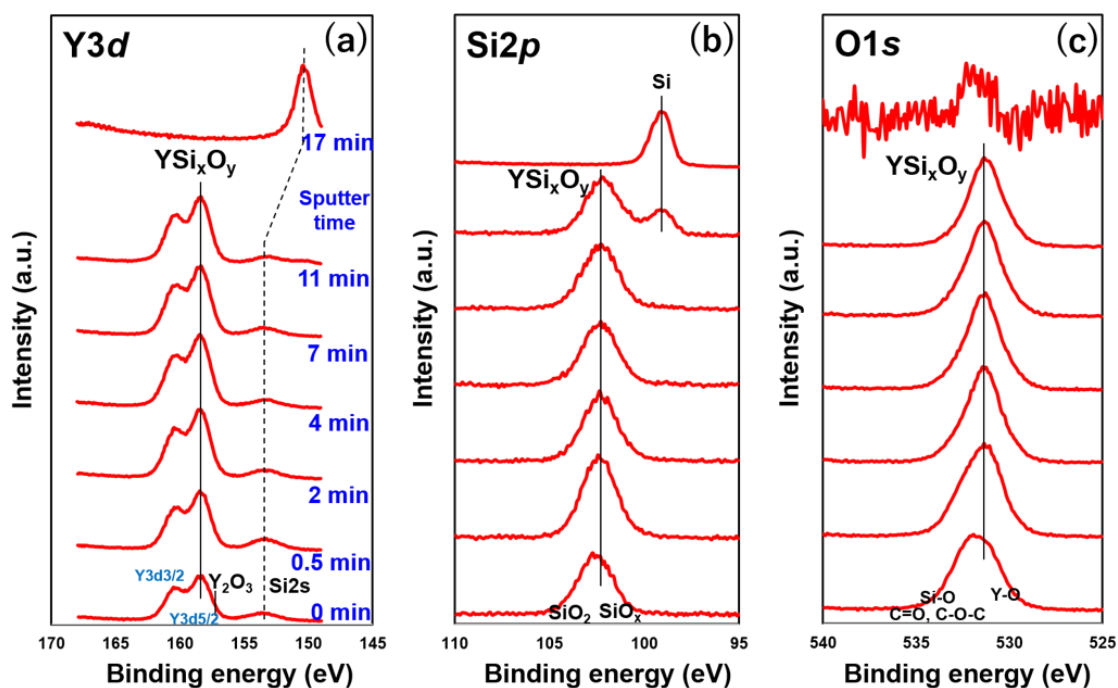 Y3d
(a)
17 min
YSixOy
Sputter
time
11 min
7 min
4 min
2 min
0.5 min
Y3d3/2
Y2O3
Si2s
Y3d5/2
0 min
Intensity (a.u.)
170
165
160
155
150
145
Binding energy (eV)
Si2p
(b)
Si
YSixOy
SiO2
SiOx
Intensity (a.u.)
110
105
100
95
Binding energy (eV)
O1s
(c)
YSixOy
Si-O
Y-O
C=O, C-O-C
Intensity (a.u.)
540
535
530
525
Binding energy (eV)